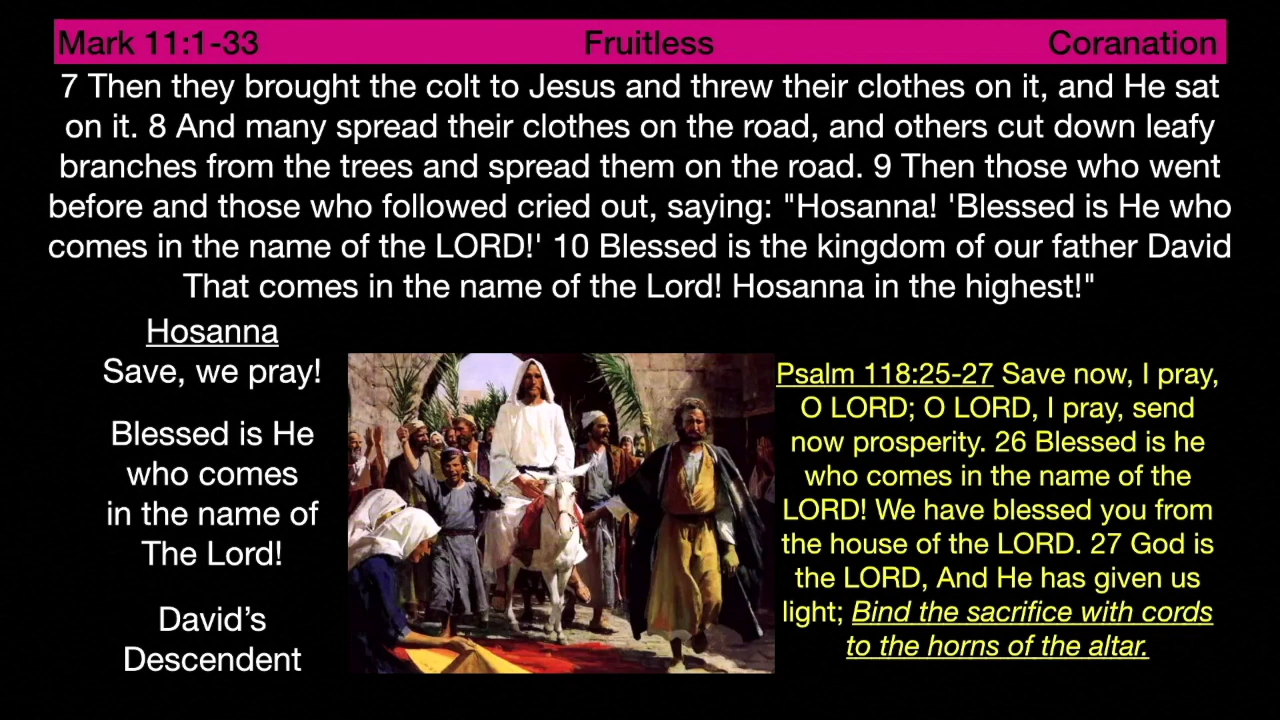 Mark 11:1-33 Fruitless Coranation
7 Then they brought the colt to Jesus and threw their clothes on it, and He sat
on it. 8 And many spread their clothes on the road, and others cut down leafy
branches from the trees and spread them on the road. 9 Then those who went
before and those who followed cried out, saying: "Hosanna! 'Blessed is He who
comes in the name of the LORD!' 10 Blessed is the kingdom of our father David
That comes in the name of the Lord! Hosanna in the highest!"
Hosanna
Save, we pray!
Blessed is He
who comes
in the name of
The Lord!
David’s
Descendent
Psalm 118:25-27 Save now, I pray,
O LORD; O LORD, I pray, send
now prosperity. 26 Blessed is he
who comes in the name of the
LORD! We have blessed you from
the house of the LORD. 27 God is
the LORD, And He has given us
light; Bind the sacrifice with cords
to the horns of the altar.